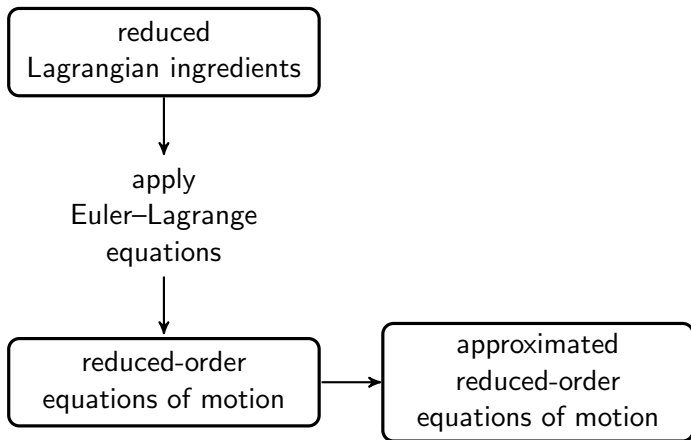 reduced
Lagrangian ingredients
apply
Euler–Lagrange
equations
reduced-order
equations of motion
approximated
reduced-order
equations of motion